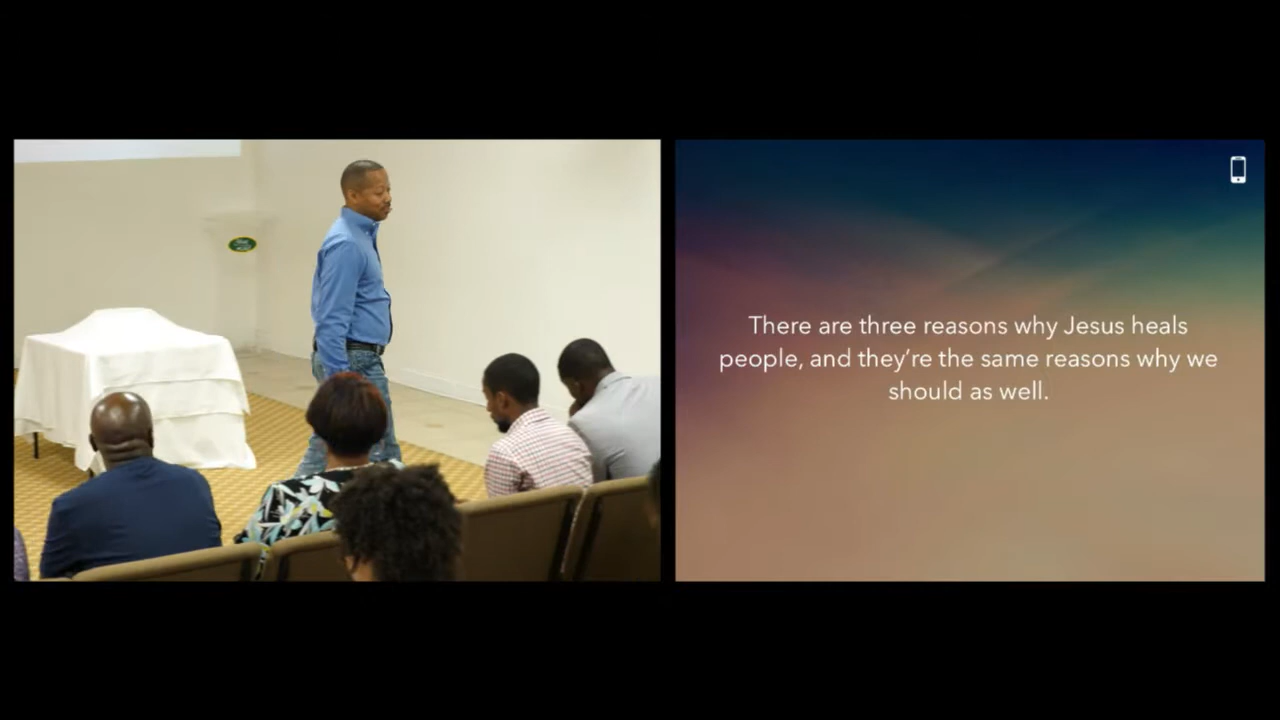 There are three reasons why Jesus heals
people, and they're the same reasons why we
should as well.